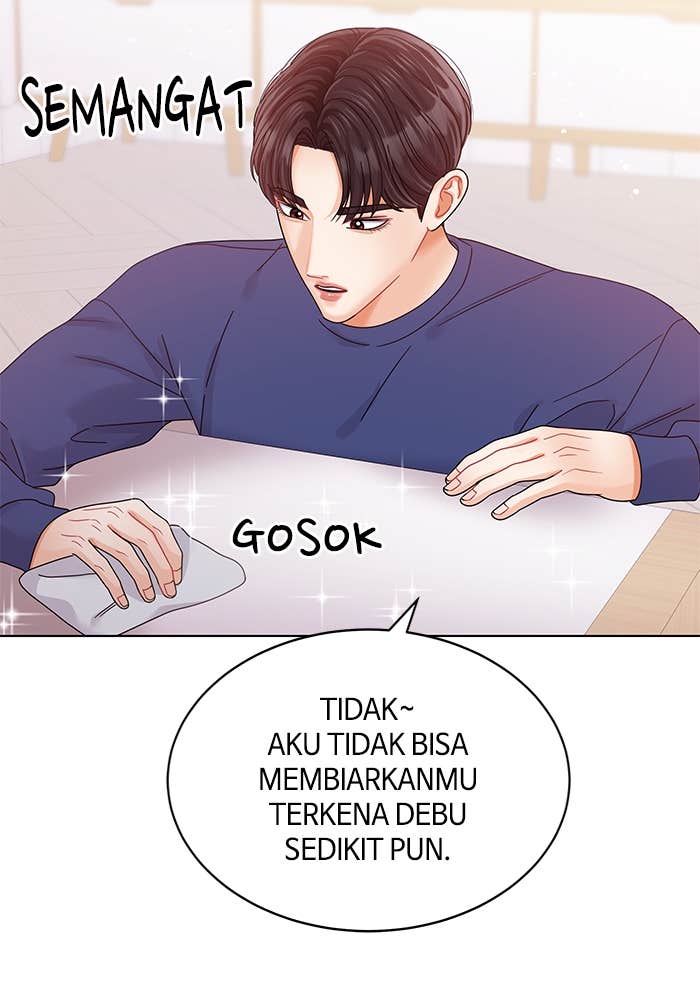 SEMANGAT
GOSOK
TIDAK~
AKU TIDAK BISA
MEMBIARKANMU
TERKENA DEBU
SEDIKIT PUN.